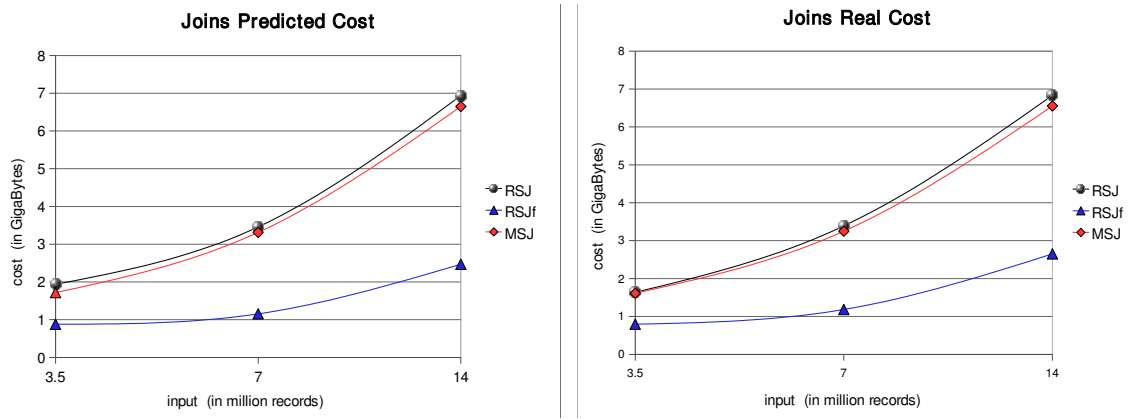 Joins Predicted Cost
8
7
6
5
4
3
2
1
0
cost (in GigaBytes)
3.5
7
14
input (in million records)
RSJ
RSJf
MSJ
Joins Real Cost
8
7
6
5
4
3
2
1
0
cost (in GigaBytes)
3.5
7
14
input (in million records)
RSJ
RSJf
MSJ